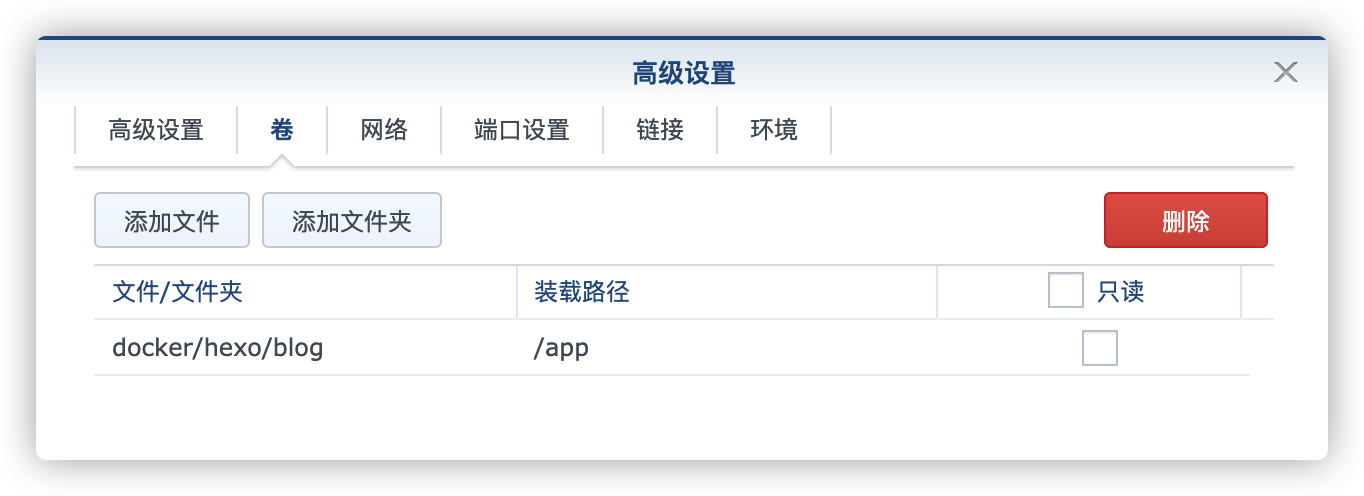 高级设置
高级设置 卷 网络 端口设置 链接 环境
添加文件 添加文件夹 删除
文件/文件夹 装载路径 只读
docker/hexo/blog /app